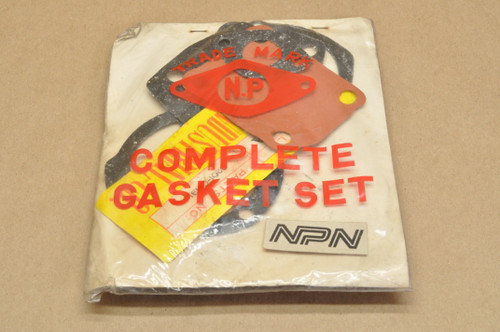 TRADE MARK
N.P
COMPLETE
GASKET SET
NPN